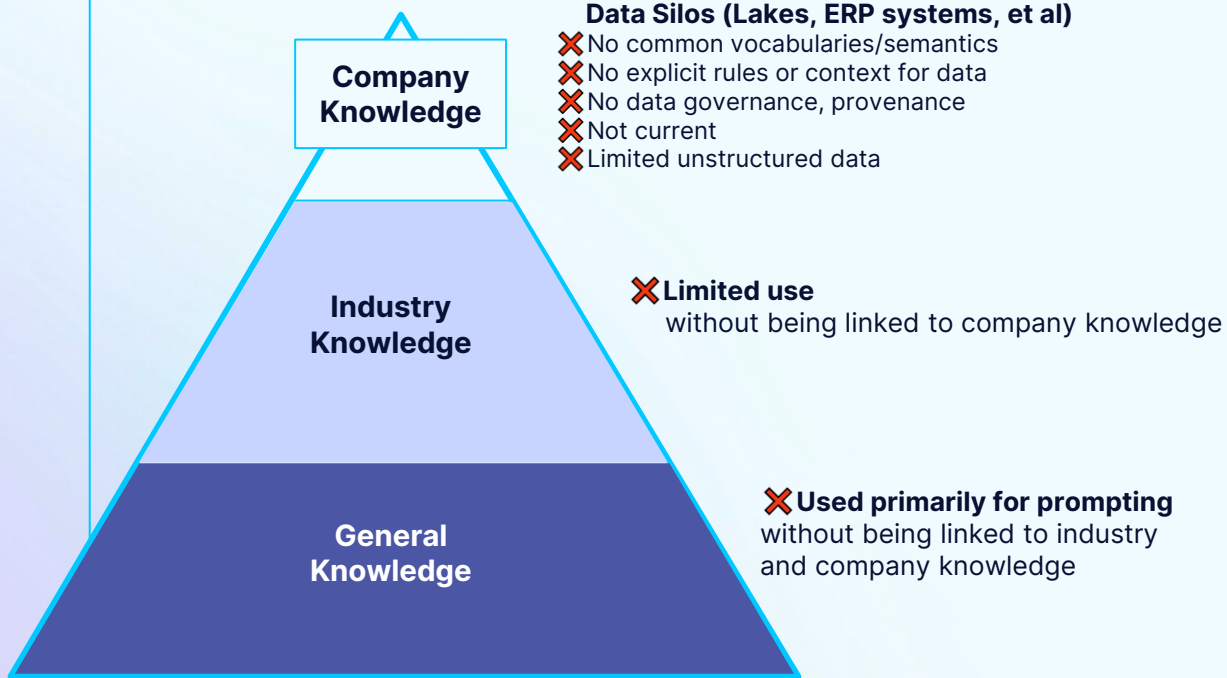 Data Silos (Lakes, ERP systems, et al)
❌No common vocabularies/semantics
❌No explicit rules or context for data
❌No data governance, provenance
❌Not current
❌Limited unstructured data
Company
Knowledge
Industry
Knowledge
❌Limited use
without being linked to company knowledge
General
Knowledge
❌Used primarily for prompting
without being linked to industry
and company knowledge